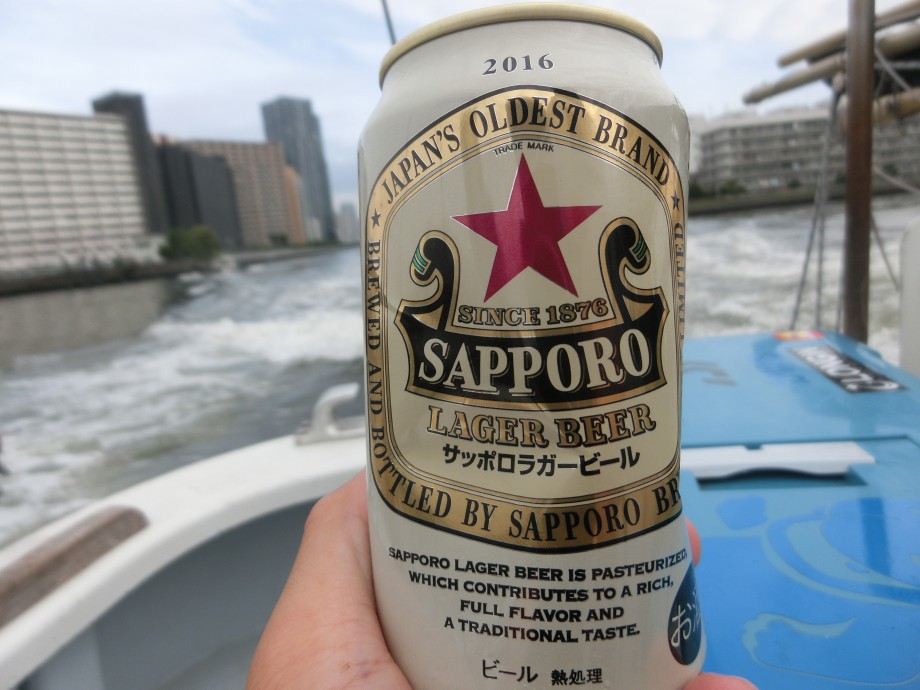 2016
JAPAN'S OLDEST BRAND
TRADE MARK
SINCE 1876
SAPPORO
LAGER BEER
サッポロラガービール
BREWED AND BOTTLED BY SAPPORO BR
LIMITED
SAPPORO LAGER BEER IS PASTEURIZED,
WHICH CONTRIBUTES TO A RICH,
FULL FLAVOR AND
A TRADITIONAL TASTE.
お酒
ビール 熱処理